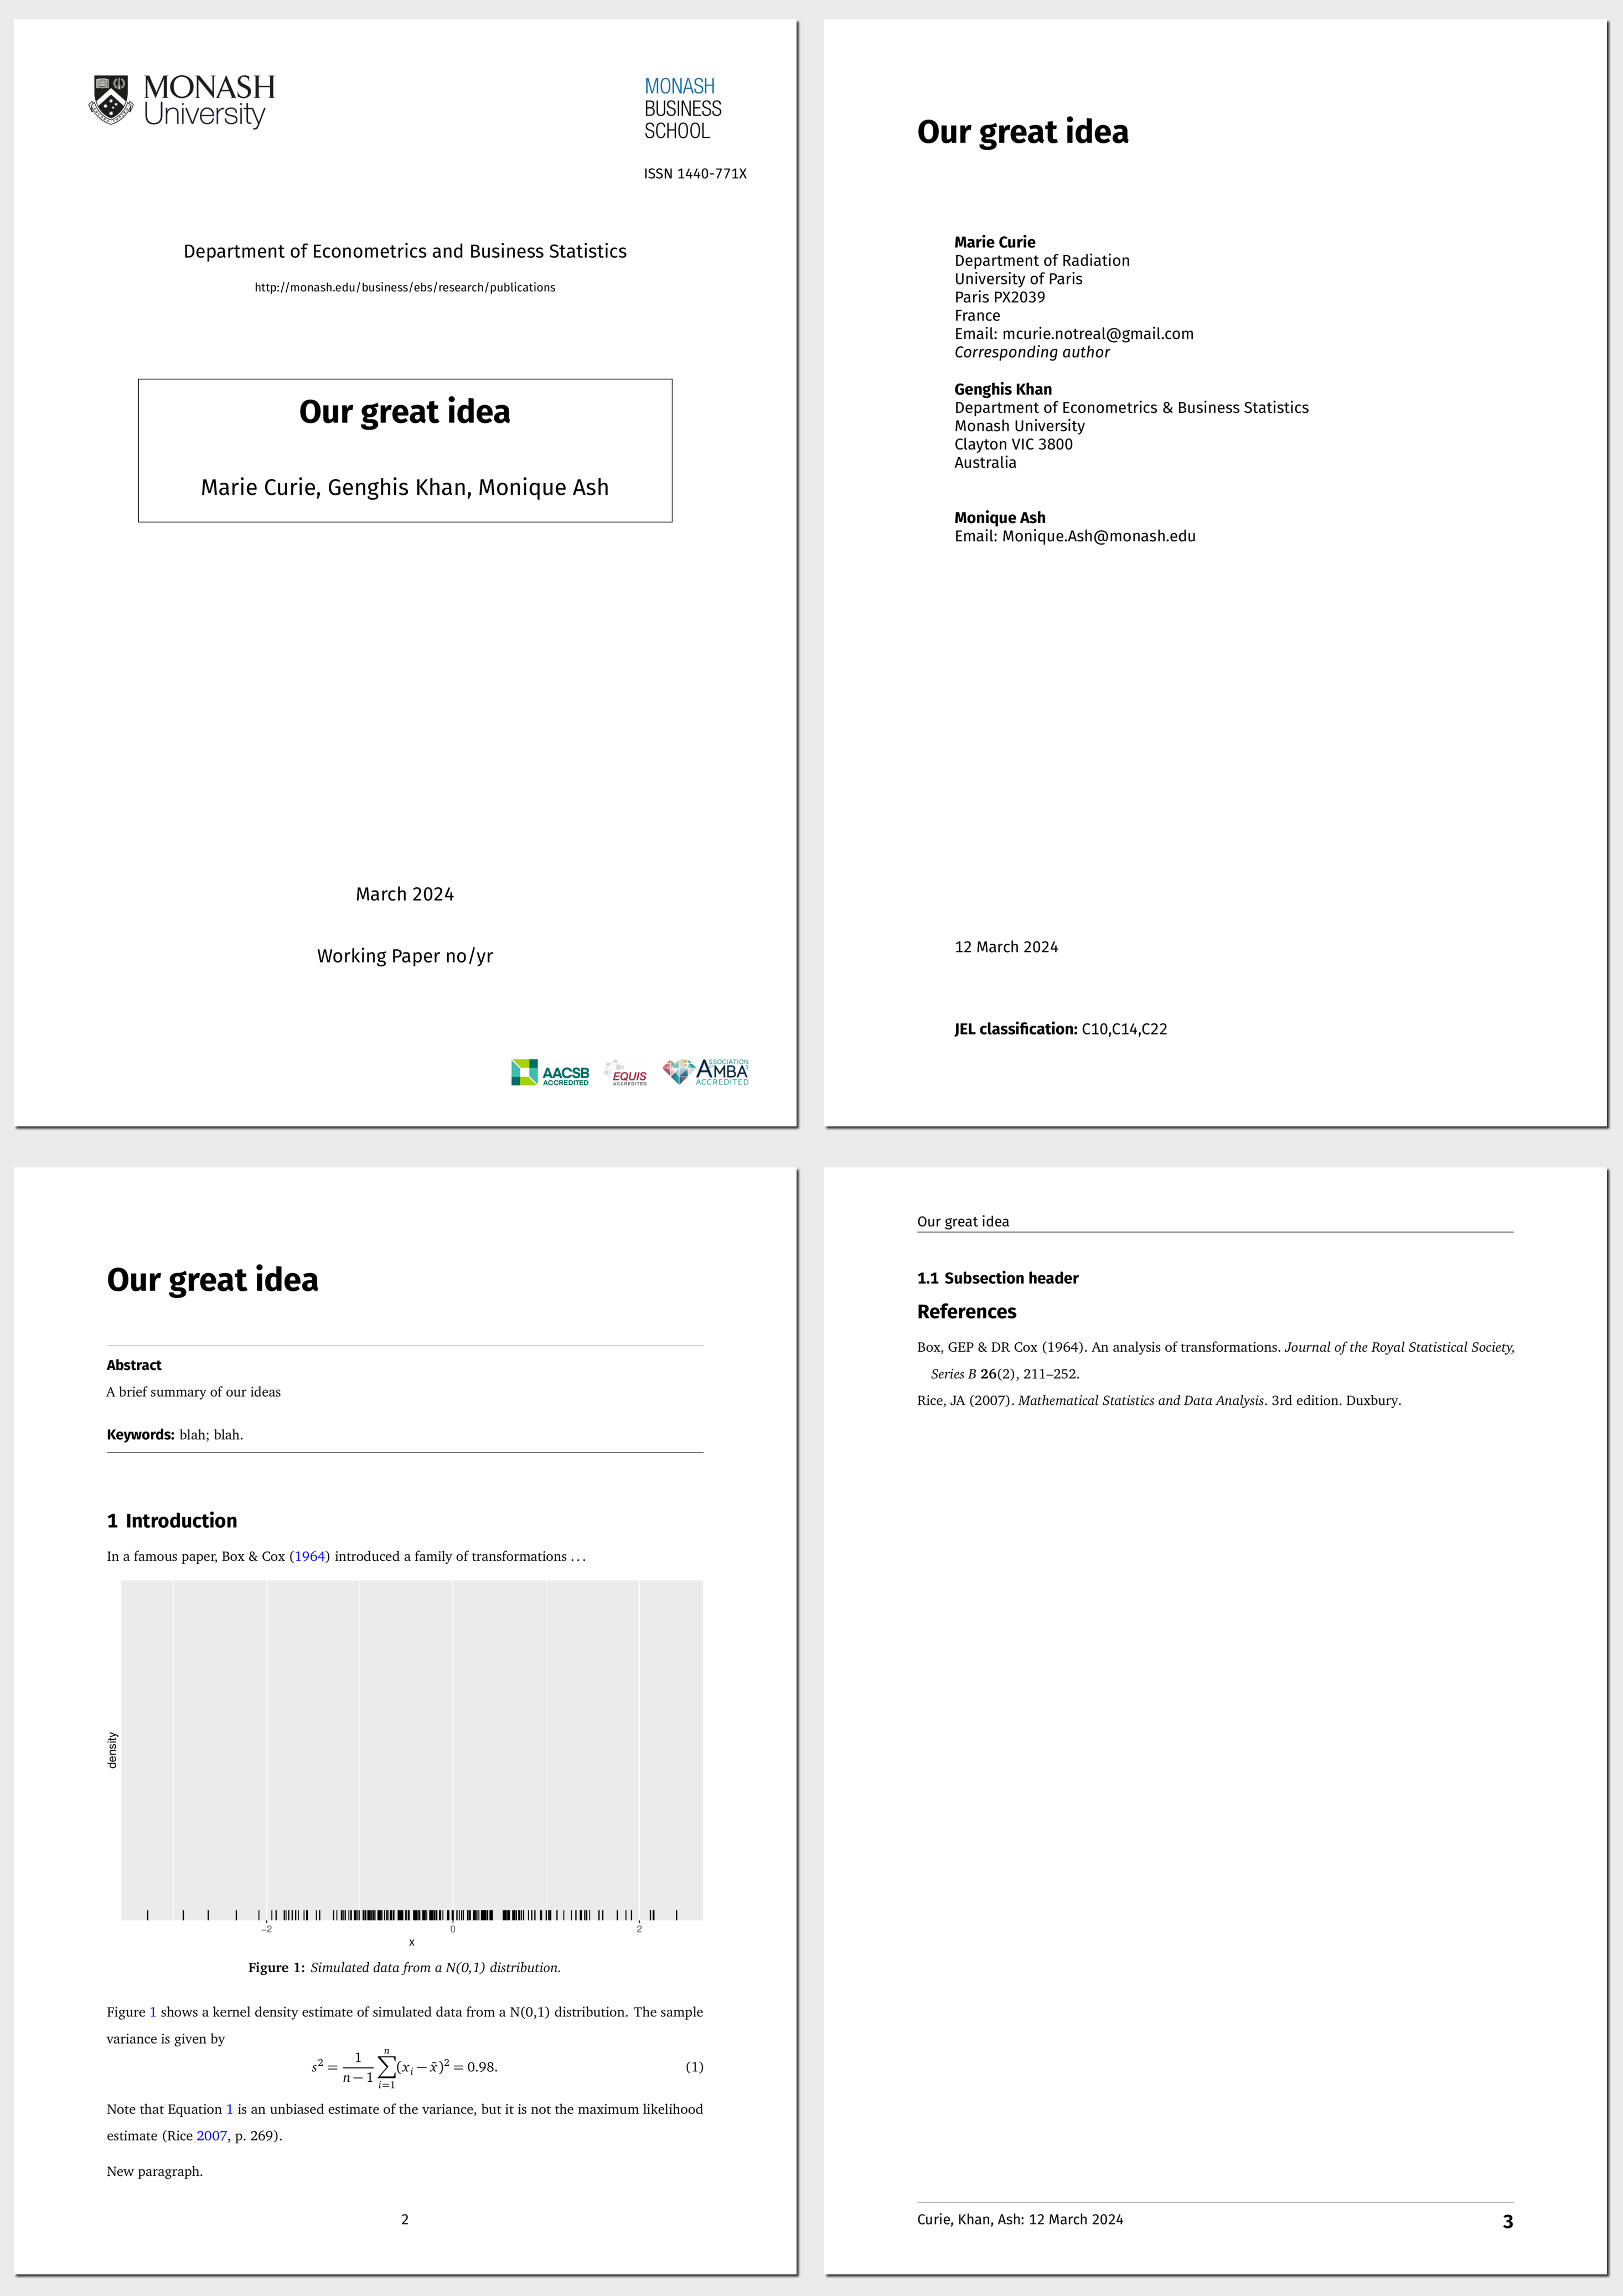 MONASH
University
MONASH
BUSINESS
SCHOOL
ISSN 1440-771X
Department of Econometrics and Business Statistics
http://monash.edu/business/ebs/research/publications
Our great idea
Marie Curie, Genghis Khan, Monique Ash
March 2024
Working Paper no/yr
AACSB
ACCREDITED
EQUIS
ACCREDITED
ASSOCIATION
AMBA
ACCREDITED
Our great idea
Marie Curie
Department of Radiation
University of Paris
Paris PX2039
France
Email: mcurie.notreal@gmail.com
Corresponding author
Genghis Khan
Department of Econometrics & Business Statistics
Monash University
Clayton VIC 3800
Australia
Monique Ash
Email: Monique.Ash@monash.edu
12 March 2024
JEL classification: C10,C14,C22
Our great idea
Abstract
A brief summary of our ideas
Keywords: blah; blah.
1 Introduction
In a famous paper, Box & Cox (1964) introduced a family of transformations . . .
density
−2 0 2
x
Figure 1: Simulated data from a N(0,1) distribution.
Figure 1 shows a kernel density estimate of simulated data from a N(0,1) distribution. The sample
variance is given by
s² = \frac{1}{n−1} \sum_{i=1}^{n} (x_i − x̄)² = 0.98. (1)
Note that Equation 1 is an unbiased estimate of the variance, but it is not the maximum likelihood
estimate (Rice 2007, p. 269).
New paragraph.
2
Our great idea
1.1 Subsection header
References
Box, GEP & DR Cox (1964). An analysis of transformations. Journal of the Royal Statistical Society,
Series B 26(2), 211–252.
Rice, JA (2007). Mathematical Statistics and Data Analysis. 3rd edition. Duxbury.
Curie, Khan, Ash: 12 March 2024
3